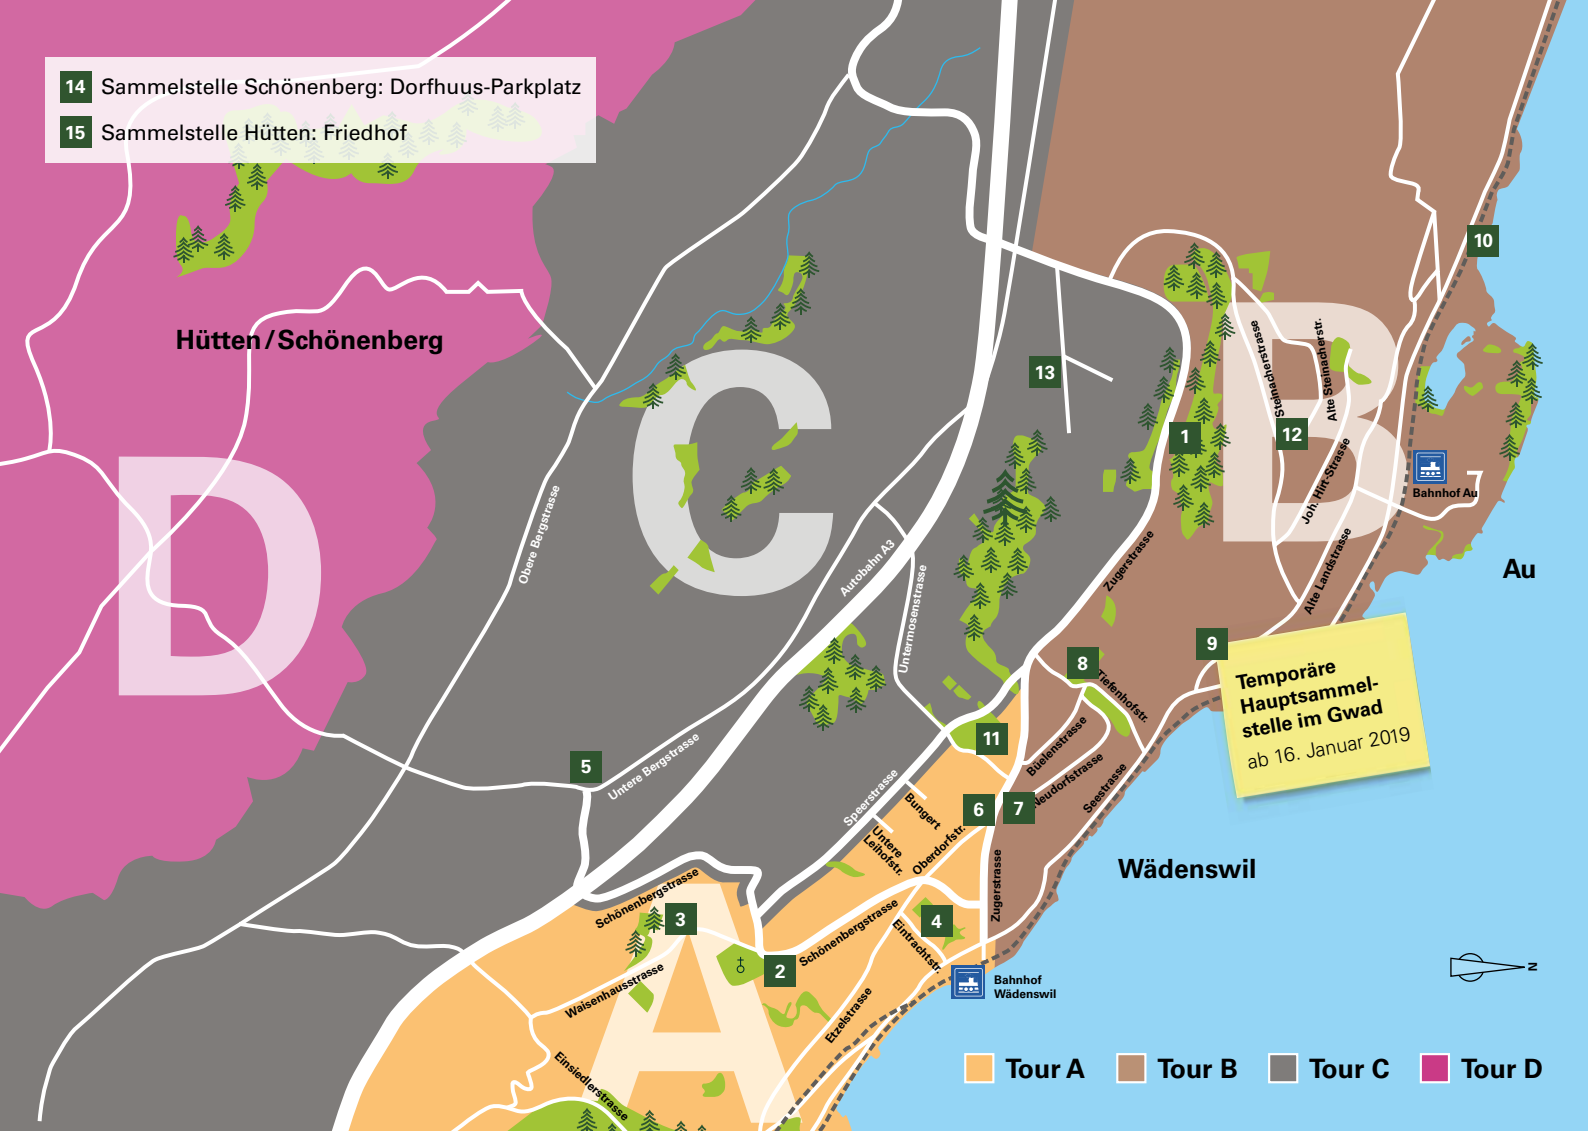 14 Sammelstelle Schönenberg: Dorfhuus-Parkplatz
15 Sammelstelle Hütten: Friedhof
10
Hütten / Schönenberg
Steinacherstrasse
Alte Steinacherstr.
13
1
12
B
C
D
Joh. Hirt-Strasse
Bahnhof Au
Obere Bergstrasse
Autobahn A3
Untermosenstrasse
Zugerstrasse
Alte Landstrasse
Au
9
8
Tiefenhofstr.
Temporäre
Hauptsammel-
stelle im Gwad
ab 16. Januar 2019
11
Büelenstrasse
5
Untere Bergstrasse
Speerstrasse
Bungert
6
7
Neudorfstrasse
Seestrasse
Untere
Leihofstr.
Oberdorfstr.
Wädenswil
Zugerstrasse
Schönenbergstrasse
3
4
A
Schönenbergstrasse
Eintrachtstr.
2
Waisenhausstrasse
Bahnhof
Wädenswil
N
Etzelstrasse
Einsiedlerstrasse
Tour A
Tour B
Tour C
Tour D